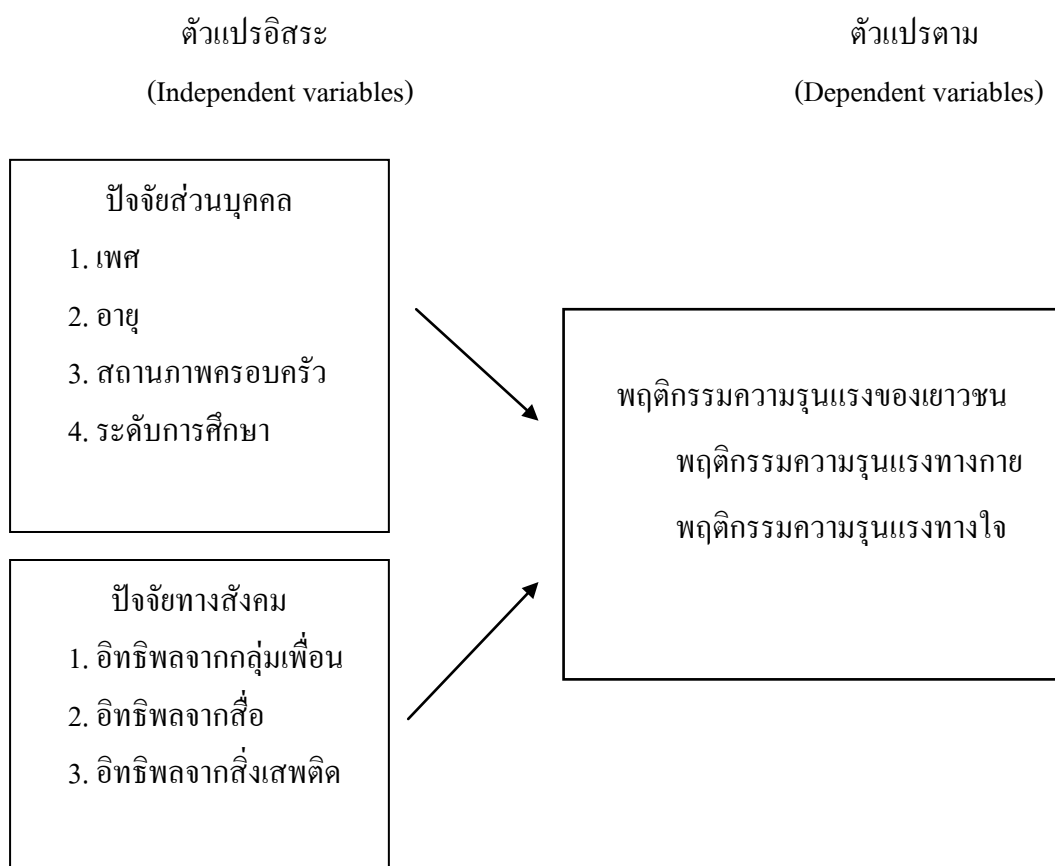 ตัวแปรอิสระ
(Independent variables)
ตัวแปรตาม
(Dependent variables)
ปัจจัยส่วนบุคคล
1. เพศ
2. อายุ
3. สถานภาพครอบครัว
4. ระดับการศึกษา
ปัจจัยทางสังคม
1. อิทธิพลจากกลุ่มเพื่อน
2. อิทธิพลจากสื่อ
3. อิทธิพลจากสิ่งเสพติด
พฤติกรรมความรุนแรงของเยาวชน
พฤติกรรมความรุนแรงทางกาย
พฤติกรรมความรุนแรงทางใจ